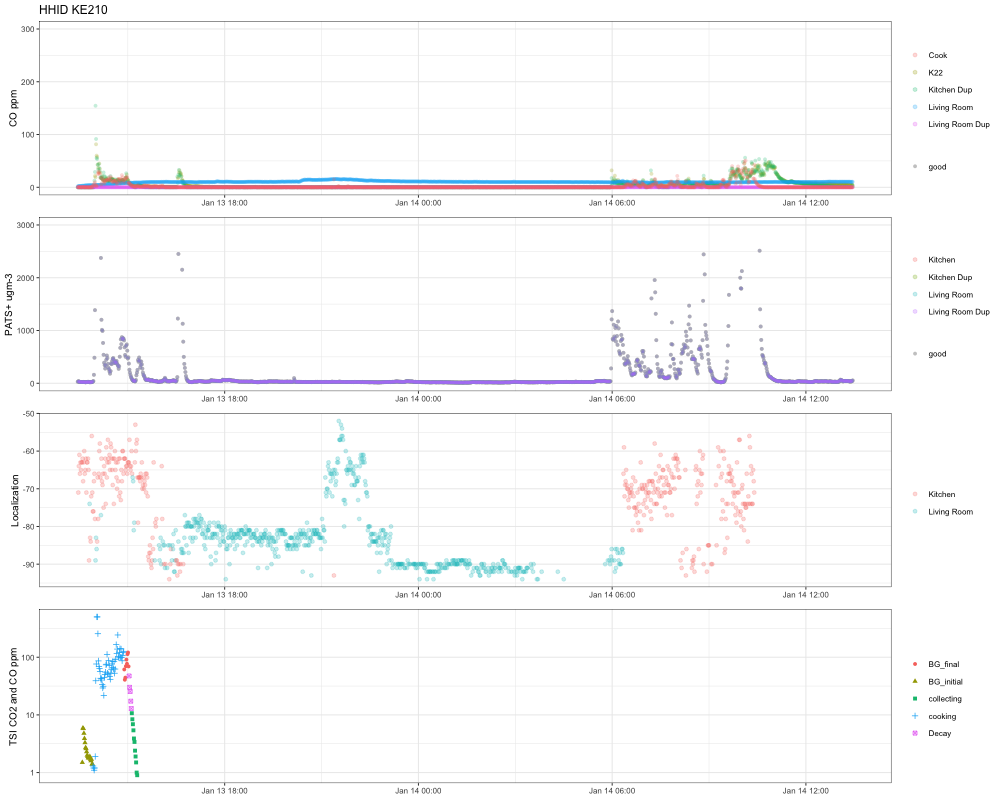 HHID KE210
CO ppm
300
200
100
0
Jan 13 18:00
Jan 14 00:00
Jan 14 06:00
Jan 14 12:00
Cook
K22
Kitchen Dup
Living Room
Living Room Dup
good
PATS+ ugm-3
3000
2000
1000
0
Jan 13 18:00
Jan 14 00:00
Jan 14 06:00
Jan 14 12:00
Kitchen
Kitchen Dup
Living Room
Living Room Dup
good
Localization
-50
-60
-70
-80
-90
Jan 13 18:00
Jan 14 00:00
Jan 14 06:00
Jan 14 12:00
Kitchen
Living Room
TSI CO2 and CO ppm
100
10
1
Jan 13 18:00
Jan 14 00:00
Jan 14 06:00
Jan 14 12:00
BG_final
BG_initial
collecting
cooking
Decay